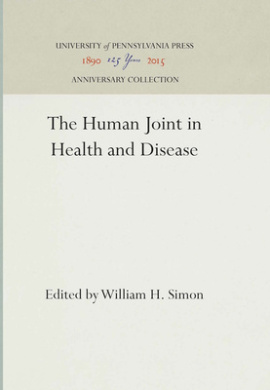 UNIVERSITY of PENNSYLVANIA PRESS
1890 125 Years 2015
ANNIVERSARY COLLECTION
The Human Joint in
Health and Disease
Edited by William H. Simon